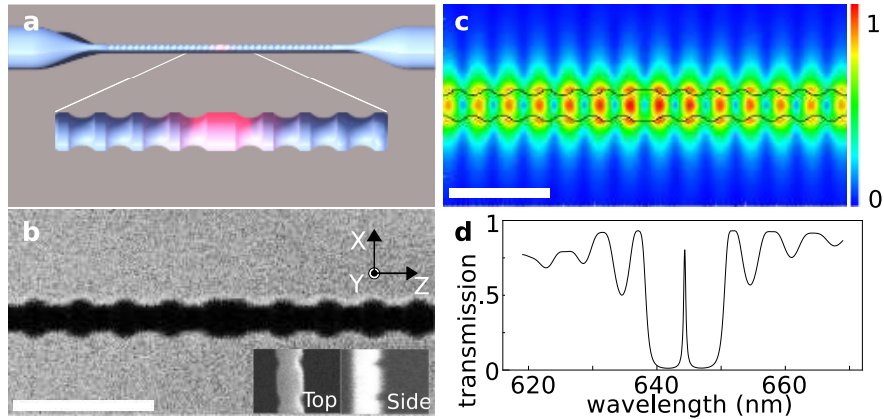 a
b
X
Y
Z
Top
Side
c
1
0
d
1
.5
0
transmission
620
640
660
wavelength (nm)